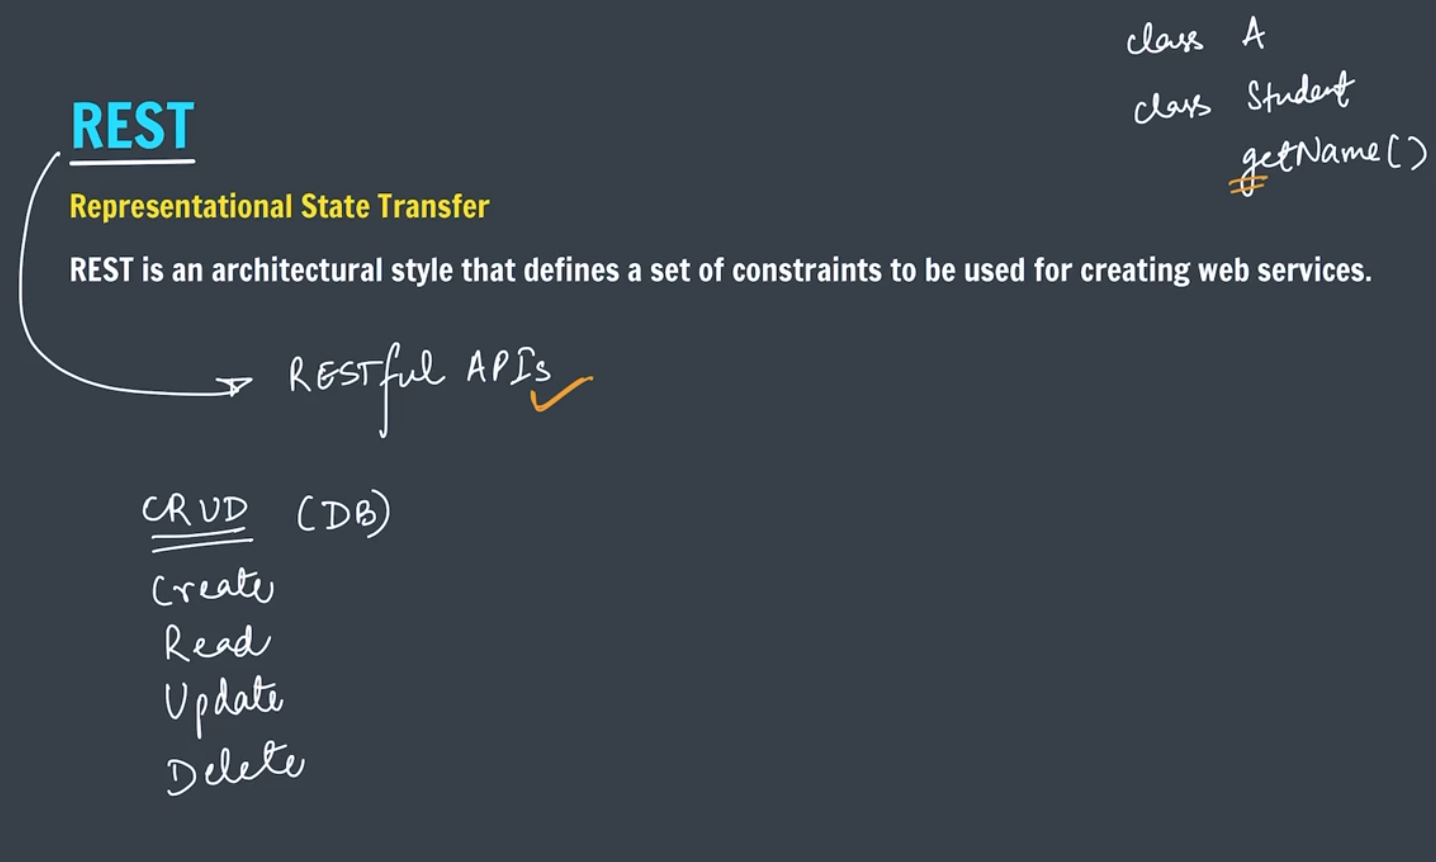 class A
class Student
getName()
REST
Representational State Transfer
REST is an architectural style that defines a set of constraints to be used for creating web services.
RESTful APIs
CRUD (DB)
Create
Read
Update
Delete